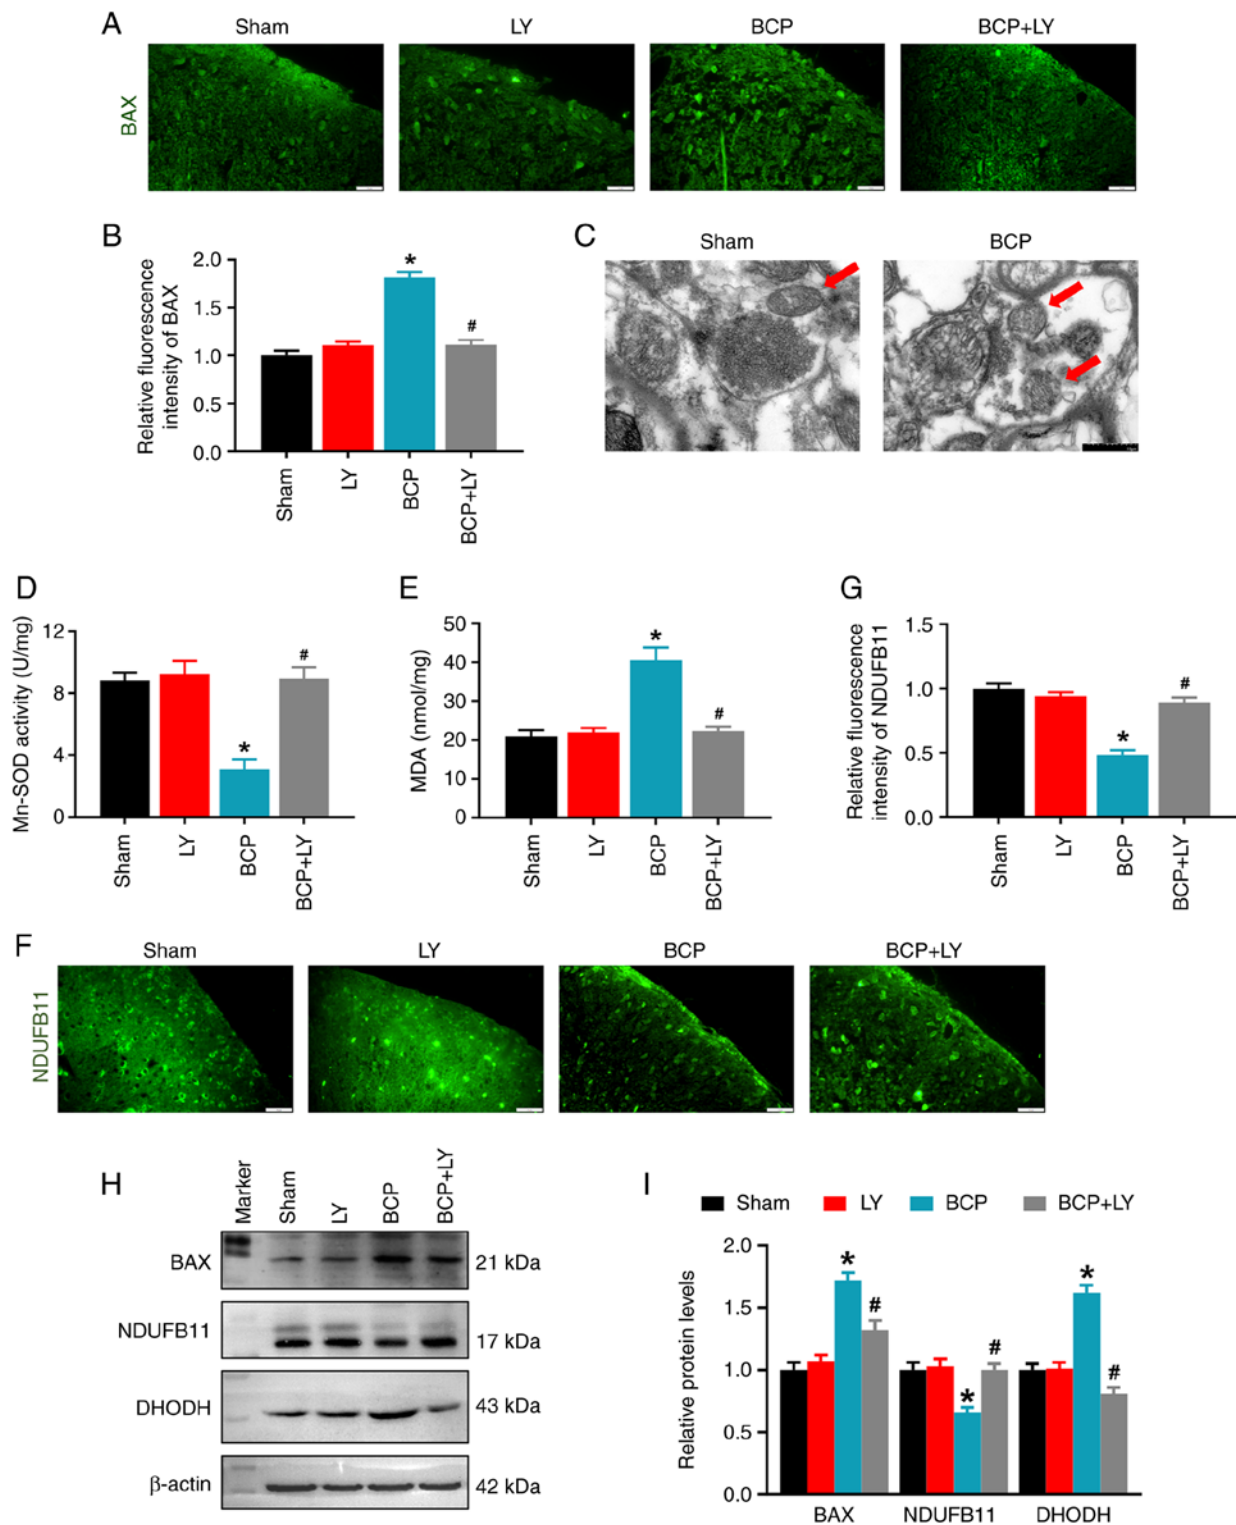 A
Sham
LY
BCP
BCP+LY
BAX
B
Relative fluorescence
intensity of BAX
2.0
1.5
1.0
0.5
0.0
*
#
Sham
LY
BCP
BCP+LY
C
Sham
BCP
D
Mn-SOD activity (U/mg)
12
8
4
0
*
#
Sham
LY
BCP
BCP+LY
E
MDA (nmol/mg)
50
40
30
20
10
0
*
#
Sham
LY
BCP
BCP+LY
G
Relative fluorescence
intensity of NDUFB11
1.5
1.0
0.5
0.0
*
#
Sham
LY
BCP
BCP+LY
F
Sham
LY
BCP
BCP+LY
NDUFB11
H
Marker
Sham
LY
BCP
BCP+LY
BAX
21 kDa
NDUFB11
17 kDa
DHODH
43 kDa
β-actin
42 kDa
I
Sham
LY
BCP
BCP+LY
Relative protein levels
2.0
1.5
1.0
0.5
0.0
*
#
*
#
*
#
BAX
NDUFB11
DHODH